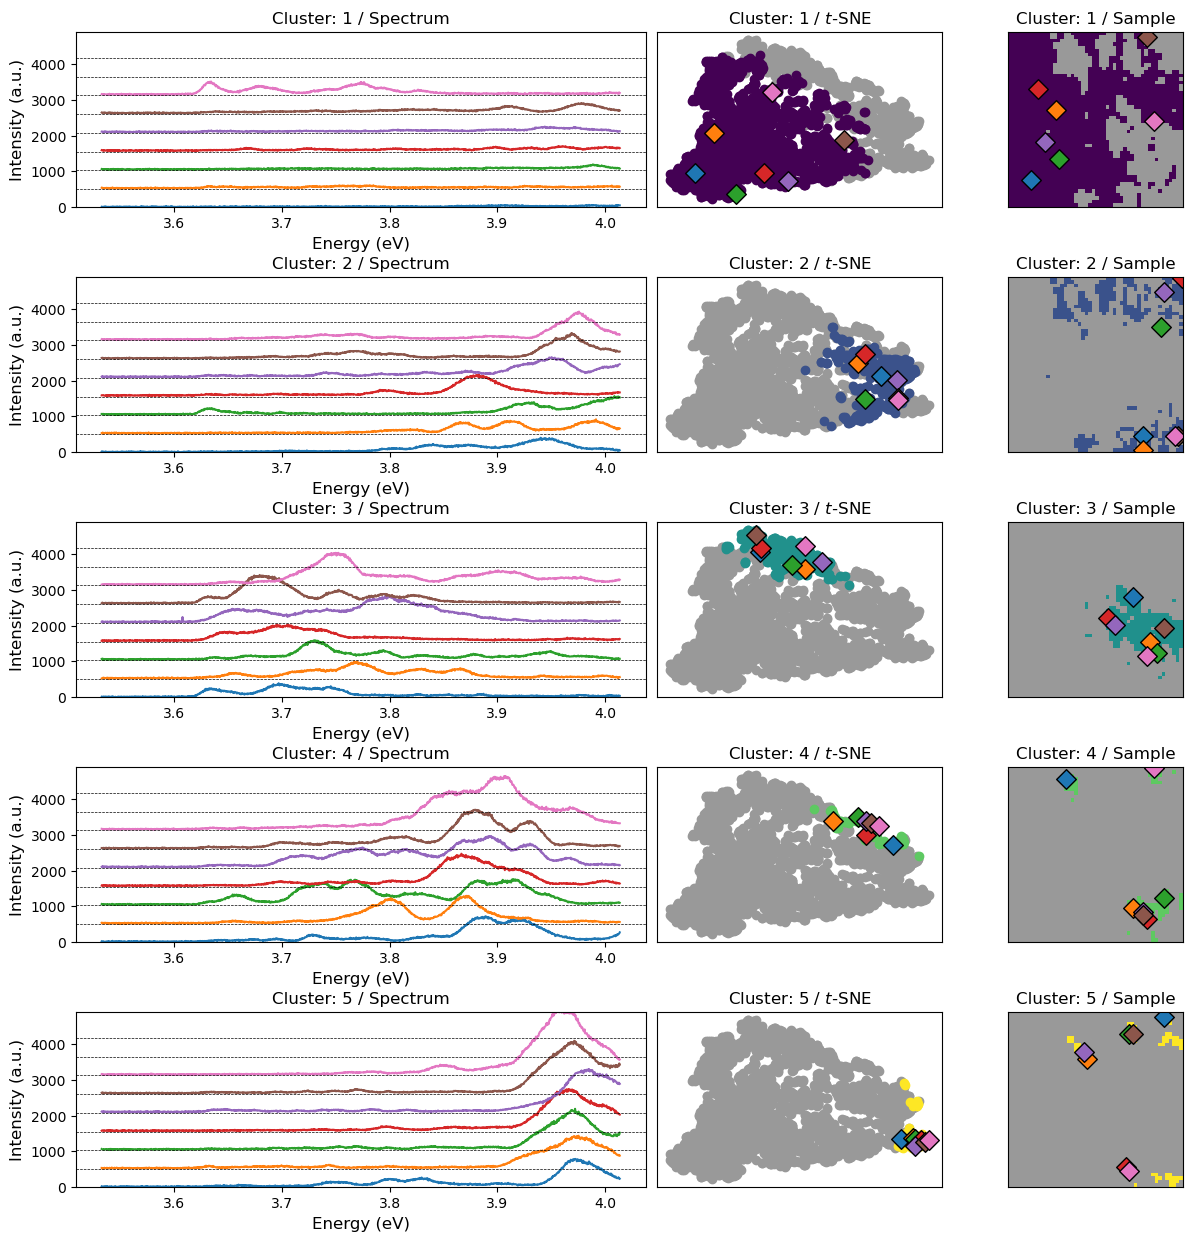 Cluster: 1 / Spectrum
Cluster: 1 / t-SNE
Cluster: 1 / Sample
Intensity (a.u.)
4000
3000
2000
1000
0
3.6
3.7
3.8
3.9
4.0
Energy (eV)
Cluster: 2 / Spectrum
Cluster: 2 / t-SNE
Cluster: 2 / Sample
Intensity (a.u.)
4000
3000
2000
1000
0
3.6
3.7
3.8
3.9
4.0
Energy (eV)
Cluster: 3 / Spectrum
Cluster: 3 / t-SNE
Cluster: 3 / Sample
Intensity (a.u.)
4000
3000
2000
1000
0
3.6
3.7
3.8
3.9
4.0
Energy (eV)
Cluster: 4 / Spectrum
Cluster: 4 / t-SNE
Cluster: 4 / Sample
Intensity (a.u.)
4000
3000
2000
1000
0
3.6
3.7
3.8
3.9
4.0
Energy (eV)
Cluster: 5 / Spectrum
Cluster: 5 / t-SNE
Cluster: 5 / Sample
Intensity (a.u.)
4000
3000
2000
1000
0
3.6
3.7
3.8
3.9
4.0
Energy (eV)